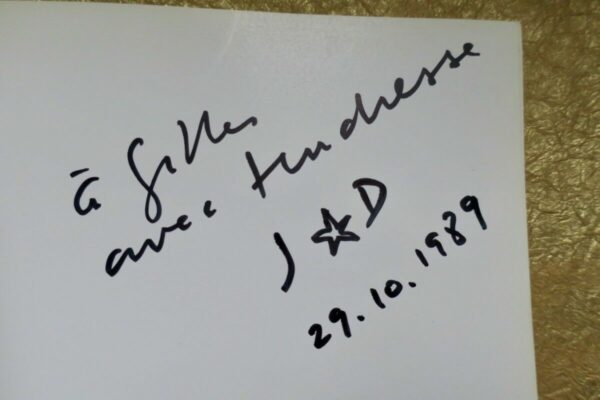 à Gilles
avec tendresse
J ☆ D
29.10.1989